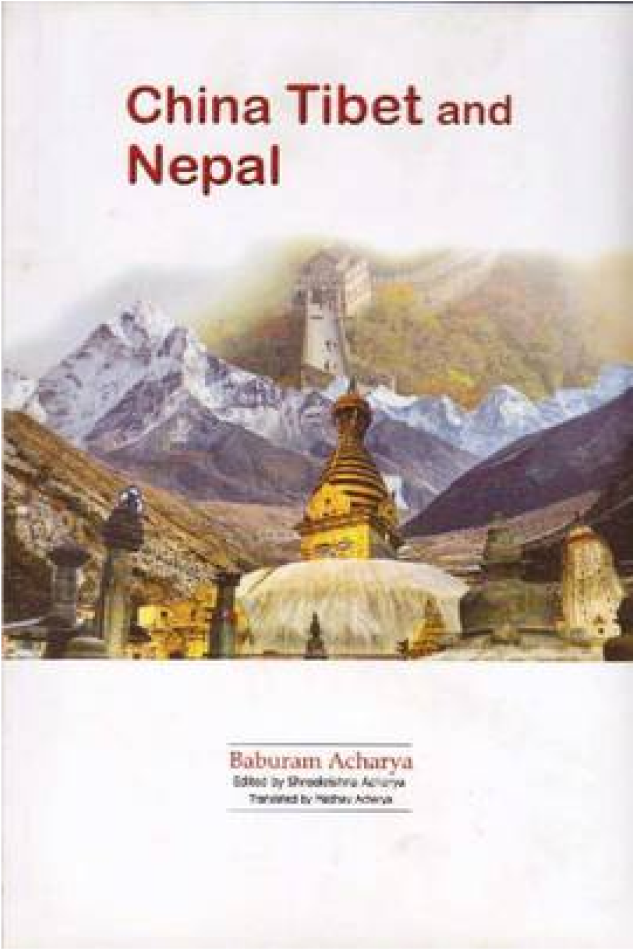 China Tibet and
Nepal
Baburam Acharya
Edited by Shreekrishna Acharya
Translated by Madhav Acharya